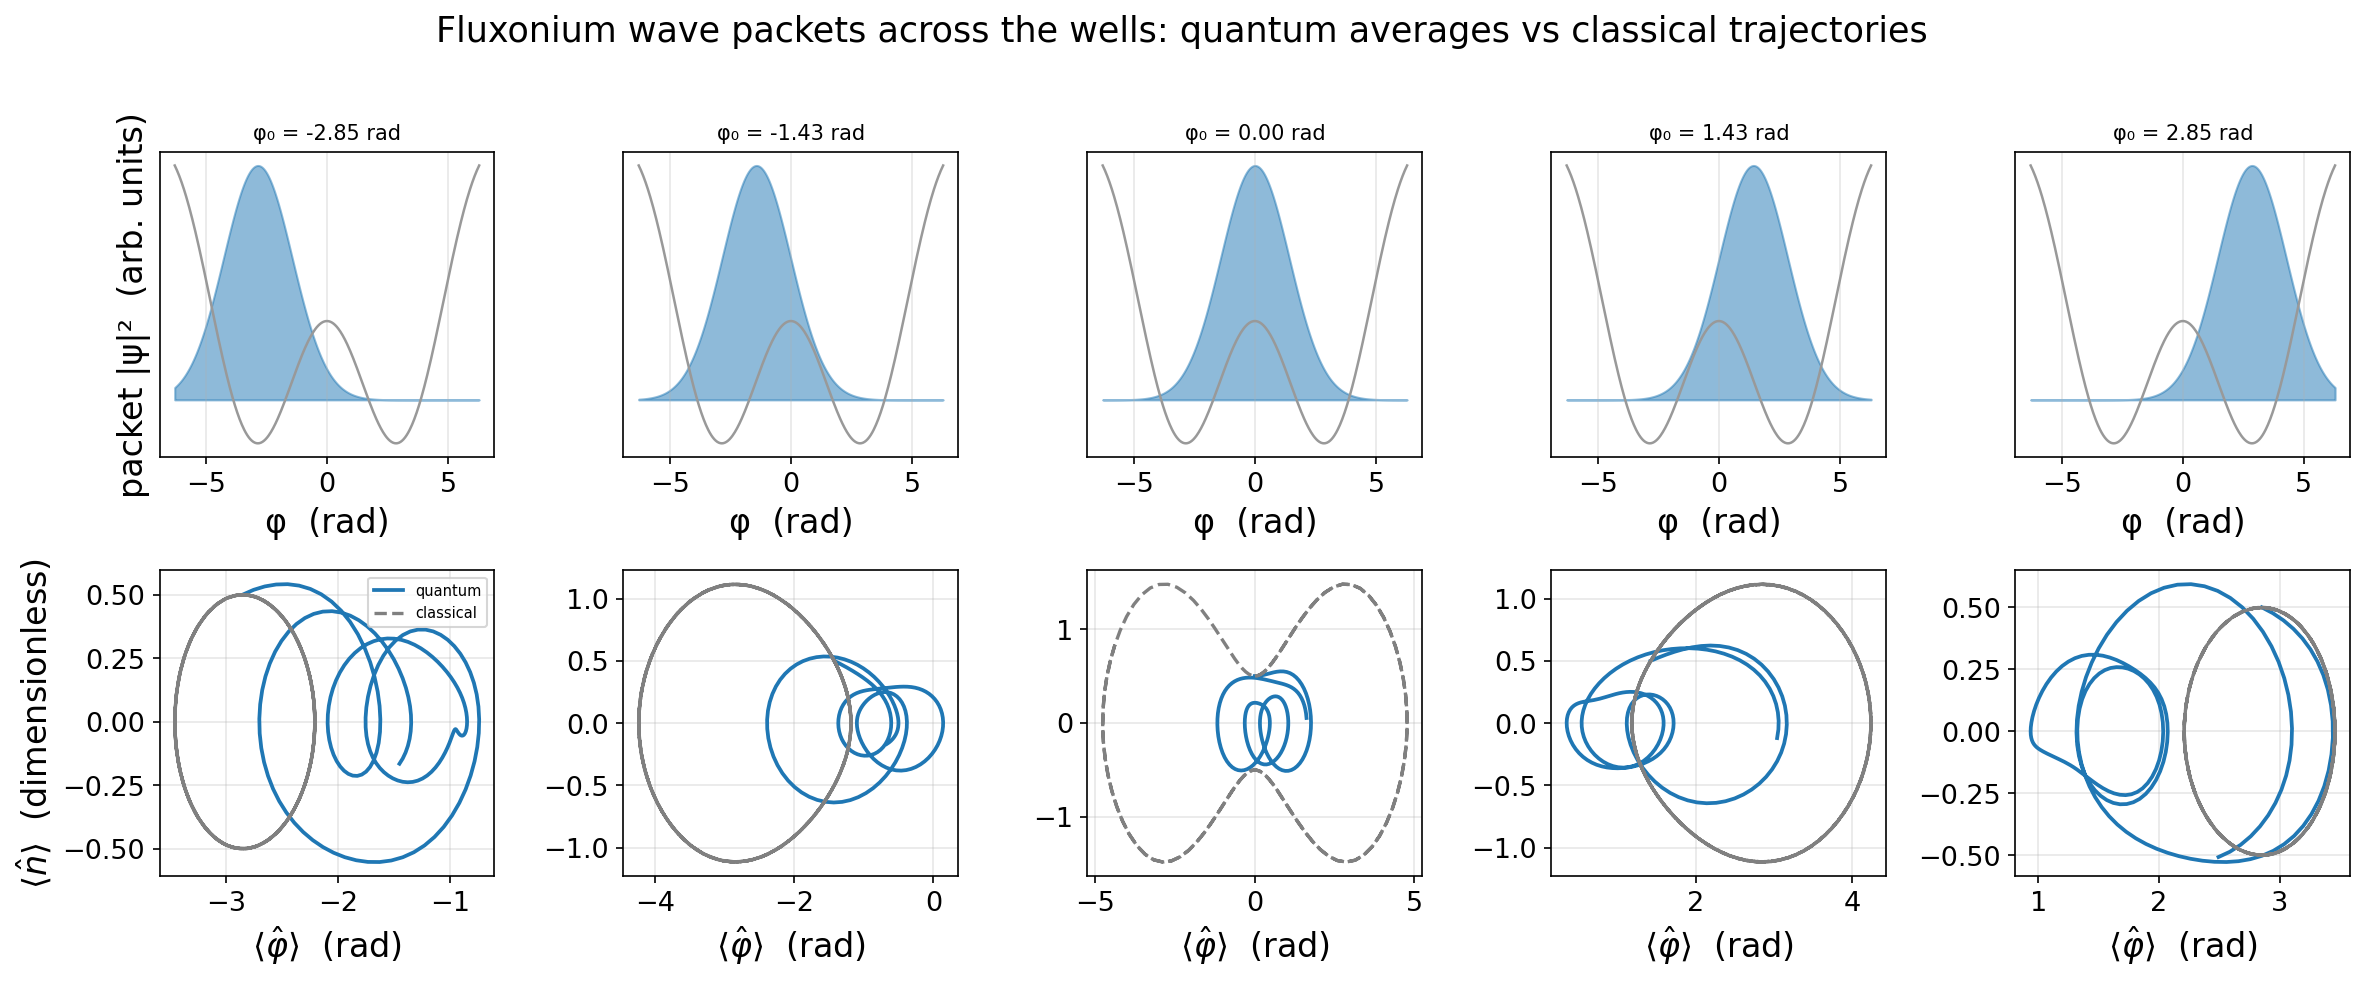 Fluxonium wave packets across the wells: quantum averages vs classical trajectories
φ₀ = -2.85 rad
φ₀ = -1.43 rad
φ₀ = 0.00 rad
φ₀ = 1.43 rad
φ₀ = 2.85 rad
packet |ψ|² (arb. units)
−5 0 5
−5 0 5
−5 0 5
−5 0 5
−5 0 5
φ (rad)
φ (rad)
φ (rad)
φ (rad)
φ (rad)
⟨n̂⟩ (dimensionless)
0.50
0.25
0.00
−0.25
−0.50
quantum
classical
1.0
0.5
0.0
−0.5
−1.0
1
0
−1
1.0
0.5
0.0
−0.5
−1.0
0.50
0.25
0.00
−0.25
−0.50
−3 −2 −1
−4 −2 0
−5 0 5
2 4
1 2 3
⟨φ̂⟩ (rad)
⟨φ̂⟩ (rad)
⟨φ̂⟩ (rad)
⟨φ̂⟩ (rad)
⟨φ̂⟩ (rad)